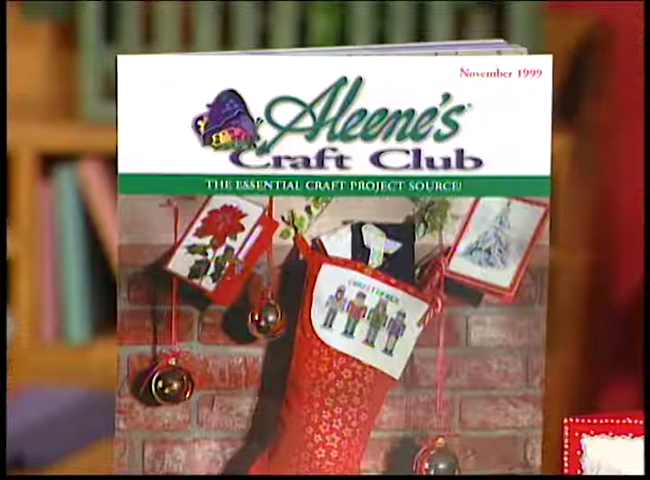 November 1999
Aleene's
Craft Club
THE ESSENTIAL CRAFT PROJECT SOURCE!